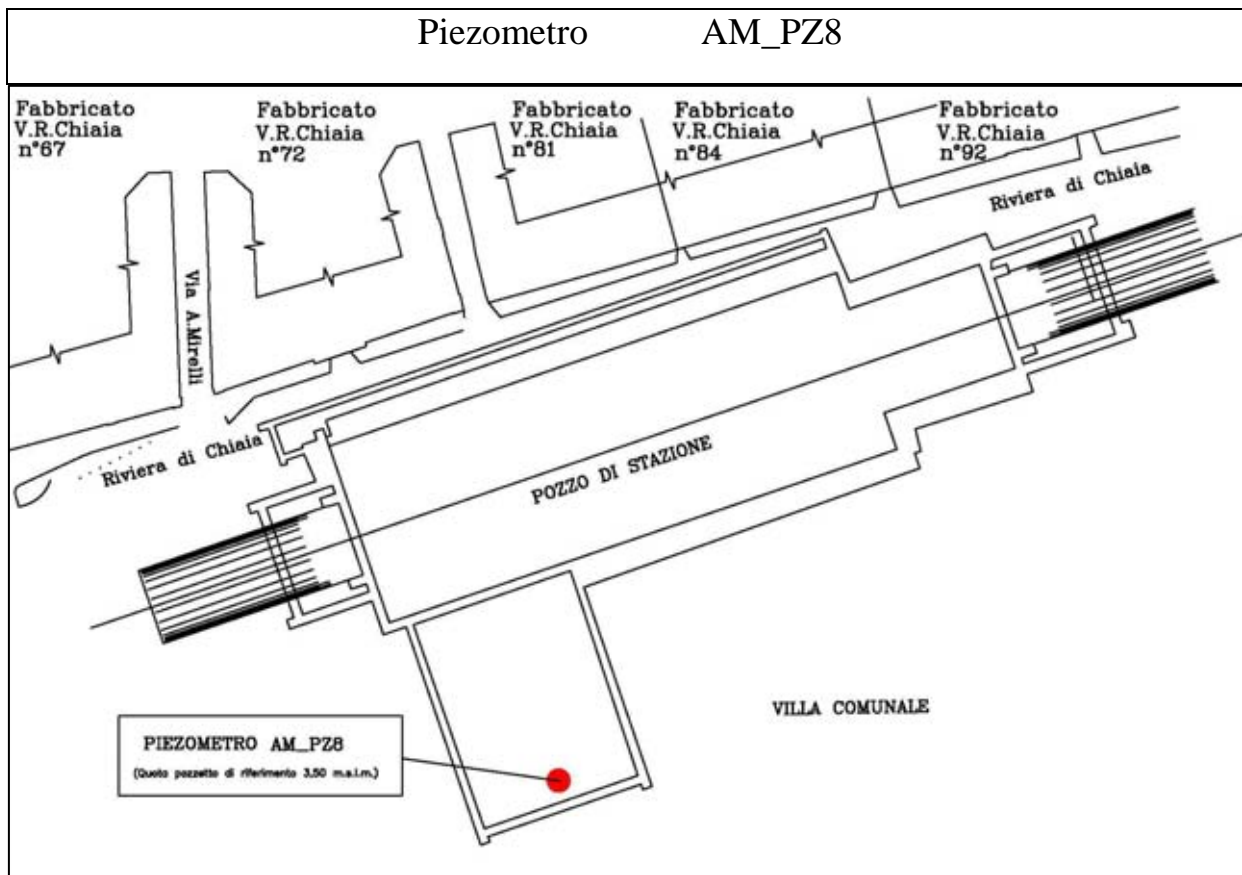 Piezometro AM_PZ8
Fabbricato
V.R.Chiaia
n°67
Fabbricato
V.R.Chiaia
n°72
Fabbricato
V.R.Chiaia
n°81
Fabbricato
V.R.Chiaia
n°84
Fabbricato
V.R.Chiaia
n°92
Riviera di Chiaia
Via A.Mirelli
Riviera di Chiaia
POZZO DI STAZIONE
VILLA COMUNALE
PIEZOMETRO AM_PZ8
(Quota pozzetto di riferimento 3,50 m.s.l.m.)